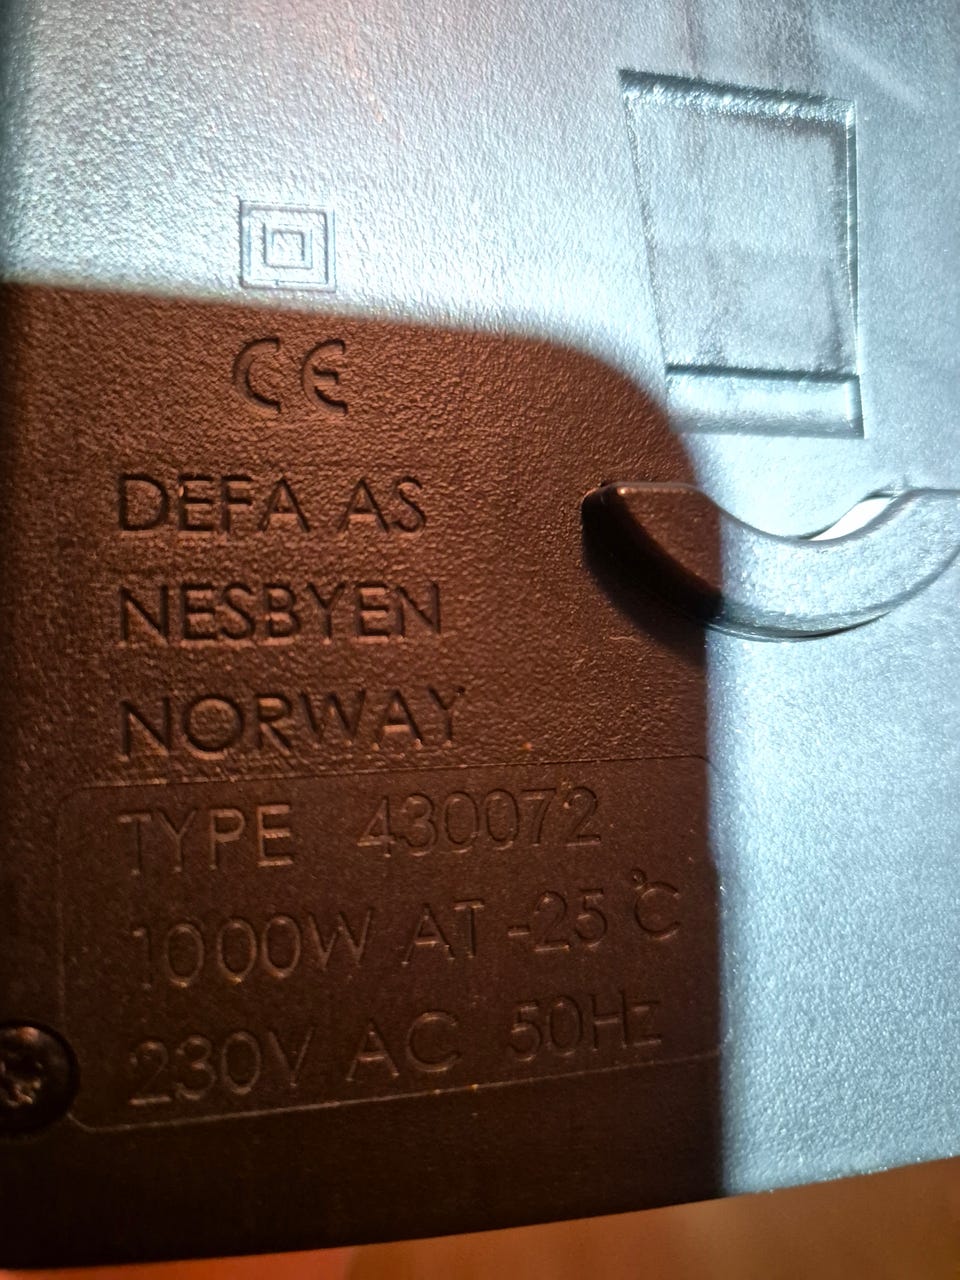 CE
DEFA AS
NESBYEN
NORWAY
TYPE 430072
1000W AT -25 °C
230V AC 50Hz